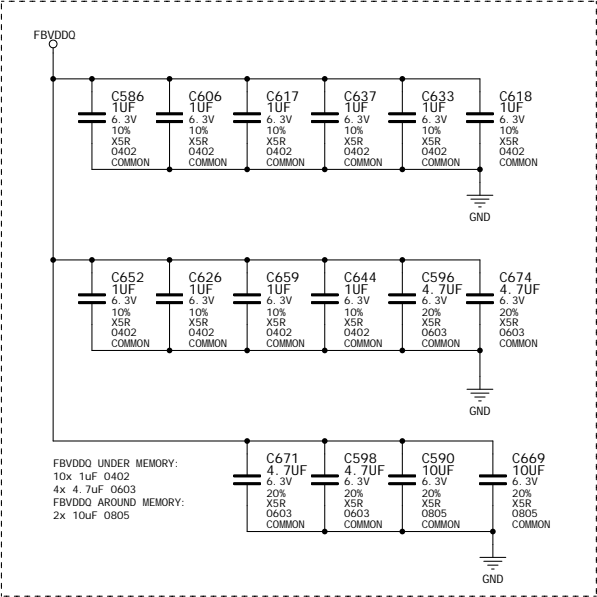 FBVDDQ
C586
1UF
6.3V
10%
X5R
0402
COMMON
C606
1UF
6.3V
10%
X5R
0402
COMMON
C617
1UF
6.3V
10%
X5R
0402
COMMON
C637
1UF
6.3V
10%
X5R
0402
COMMON
C633
1UF
6.3V
10%
X5R
0402
COMMON
C618
1UF
6.3V
10%
X5R
0402
COMMON
GND
C652
1UF
6.3V
10%
X5R
0402
COMMON
C626
1UF
6.3V
10%
X5R
0402
COMMON
C659
1UF
6.3V
10%
X5R
0402
COMMON
C644
1UF
6.3V
10%
X5R
0402
COMMON
C596
4.7UF
6.3V
20%
X5R
0603
COMMON
C674
4.7UF
6.3V
20%
X5R
0603
COMMON
GND
FBVDDQ UNDER MEMORY:
10x 1uF 0402
4x 4.7uF 0603
FBVDDQ AROUND MEMORY:
2x 10uF 0805
C671
4.7UF
6.3V
20%
X5R
0603
COMMON
C598
4.7UF
6.3V
20%
X5R
0603
COMMON
C590
10UF
6.3V
20%
X5R
0805
COMMON
C669
10UF
6.3V
20%
X5R
0805
COMMON
GND